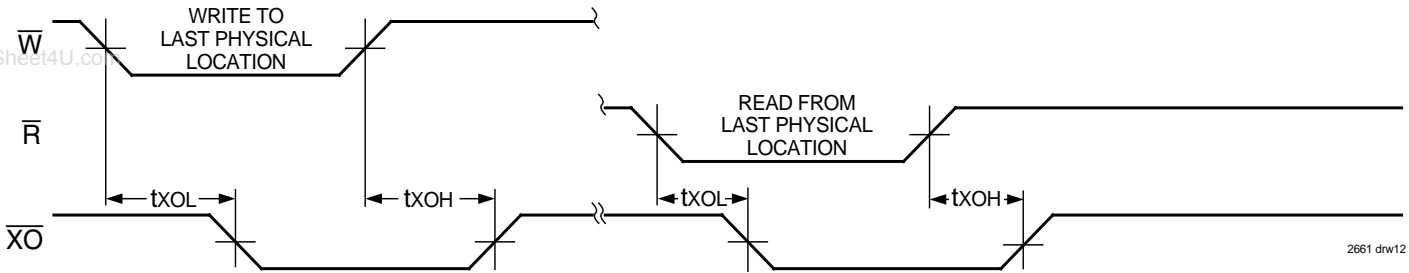 WRITE TO
LAST PHYSICAL
LOCATION
W
Sheet4U.com
READ FROM
LAST PHYSICAL
LOCATION
R
tXOL
tXOH
tXOL
tXOH
XO
2661 drw12